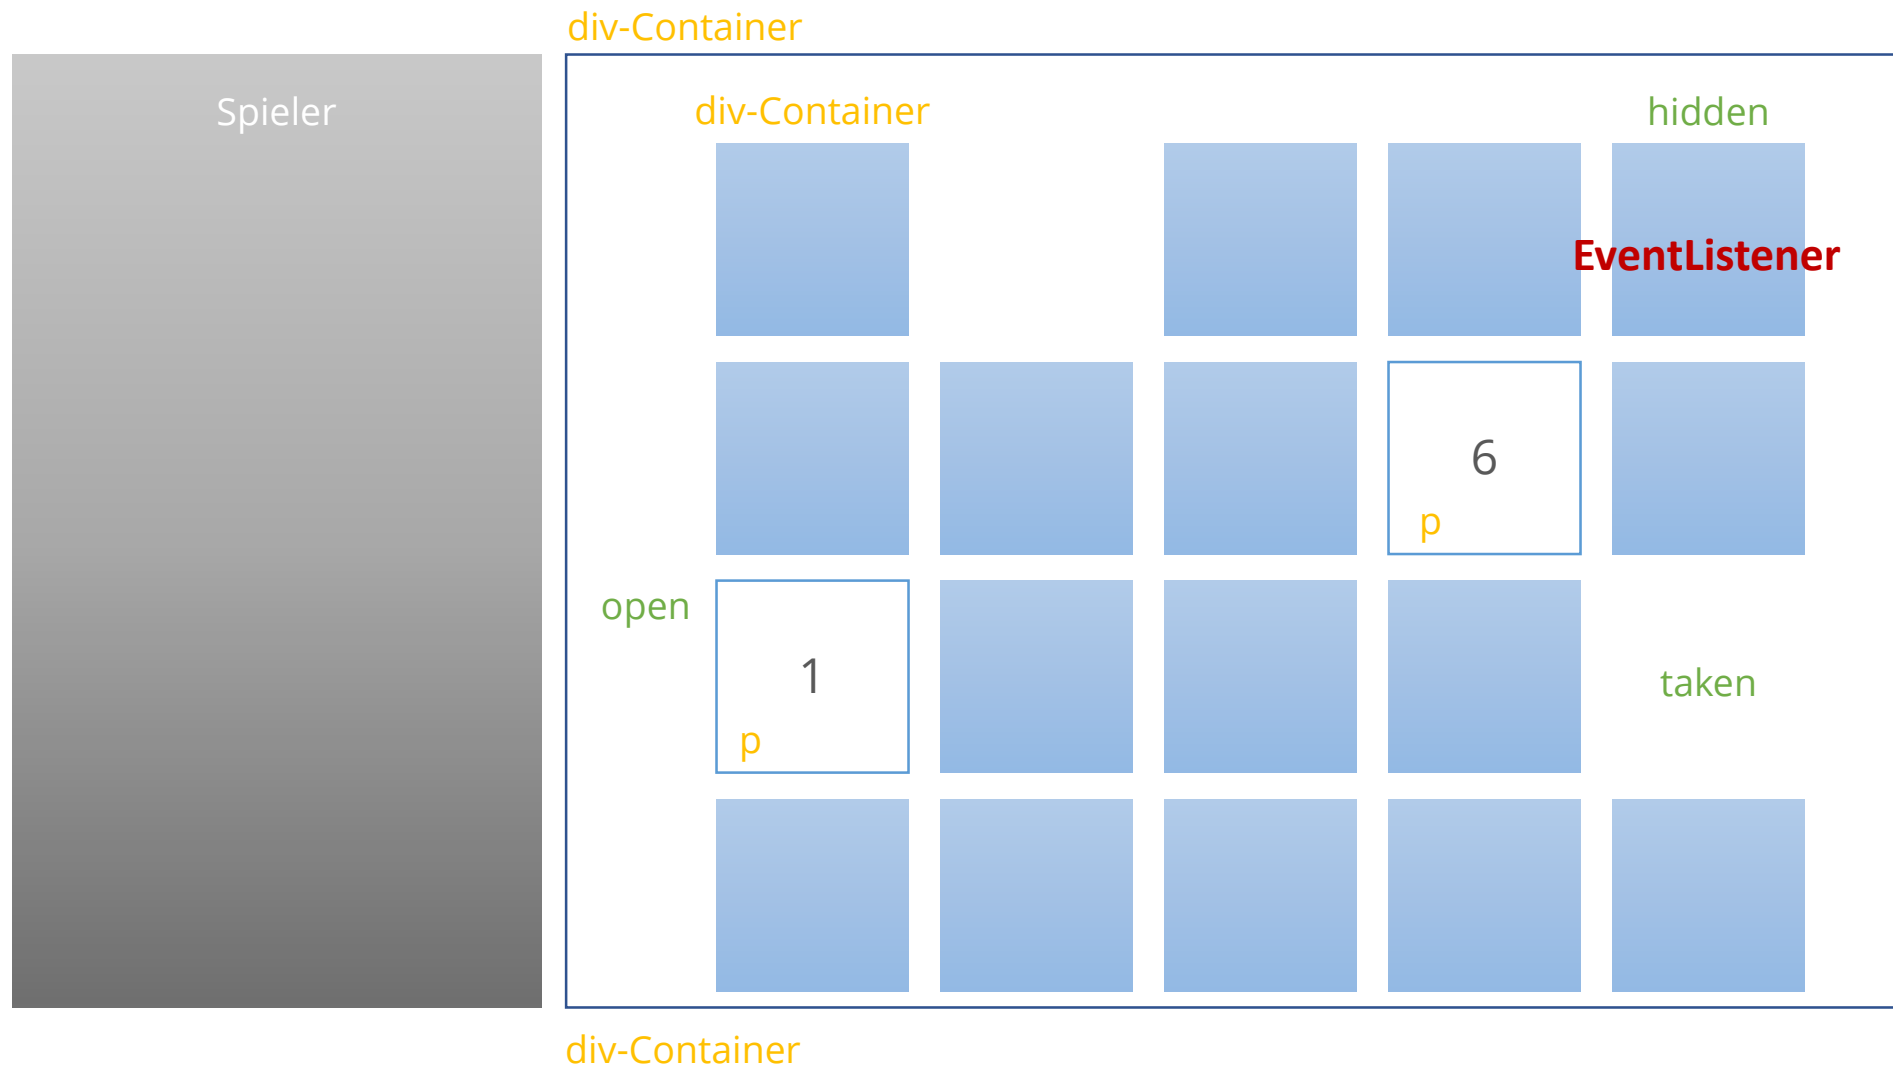 div-Container
Spieler
div-Container
hidden
EventListener
6
p
open
1
p
taken
div-Container